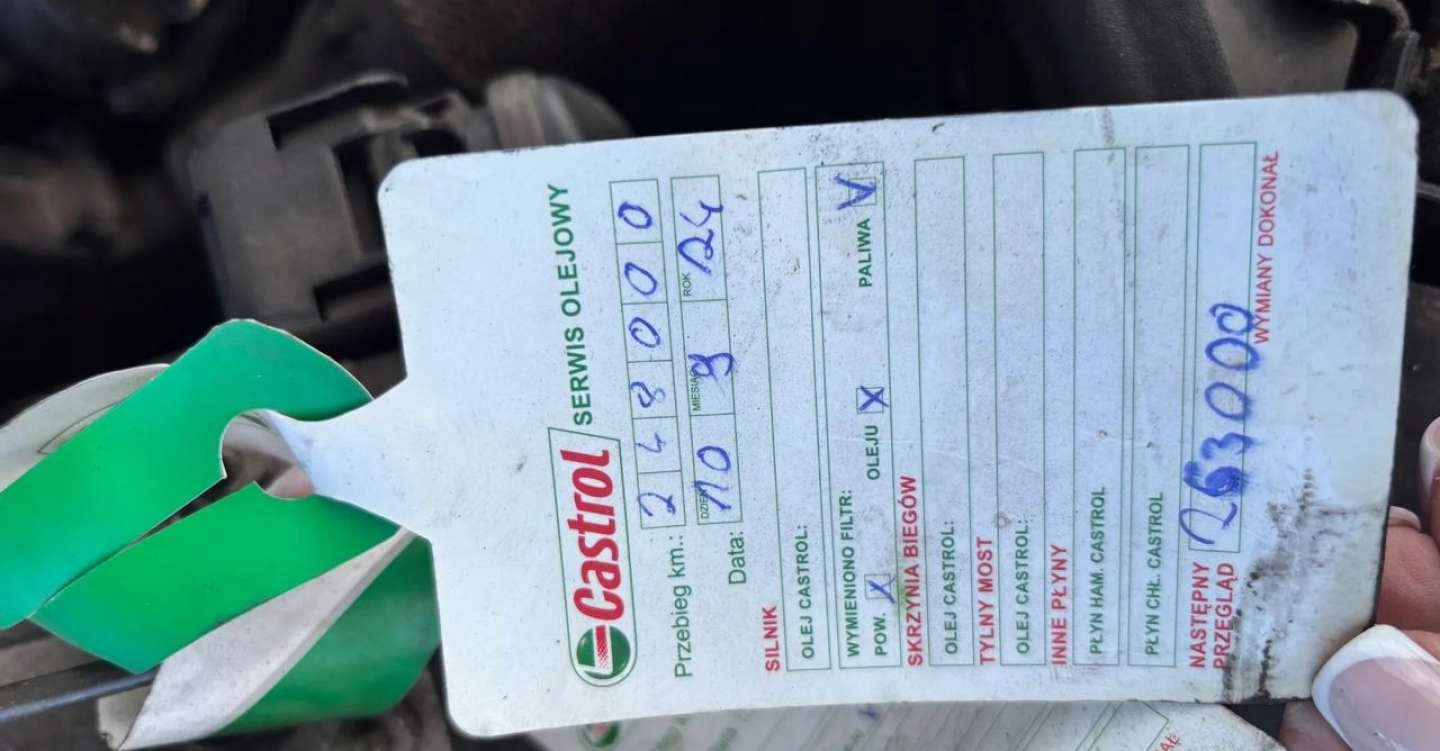 Castrol SERWIS OLEJOWY
Przebieg km.: 248000
Data: DZIEŃ 10 MIESIĄC 9 ROK 24
SILNIK
OLEJ CASTROL:
WYMIENIONO FILTR:
POW. X OLEJU X PALIWA V
SKRZYNIA BIEGÓW
OLEJ CASTROL:
TYLNY MOST
OLEJ CASTROL:
INNE PŁYNY
PŁYN HAM. CASTROL
PŁYN CHŁ. CASTROL
NASTĘPNY
PRZEGLĄD 263000
WYMIANY DOKONAŁ